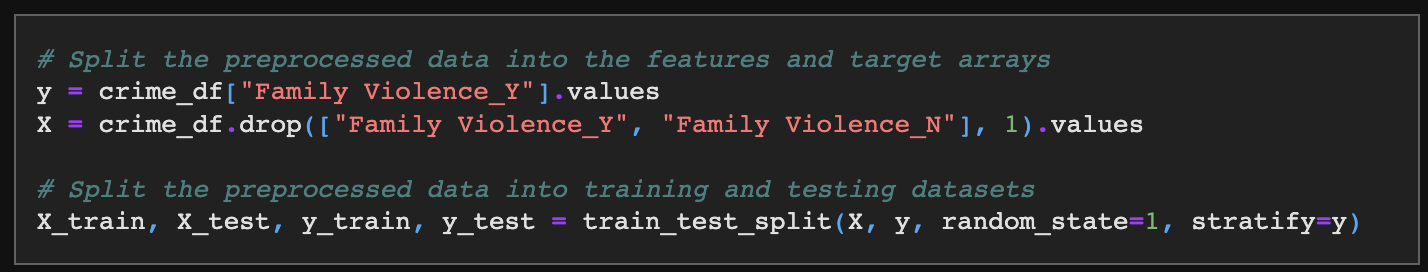 # Split the preprocessed data into the features and target arrays
y = crime_df["Family Violence_Y"].values
X = crime_df.drop(["Family Violence_Y", "Family Violence_N"], 1).values
# Split the preprocessed data into training and testing datasets
X_train, X_test, y_train, y_test = train_test_split(X, y, random_state=1, stratify=y)